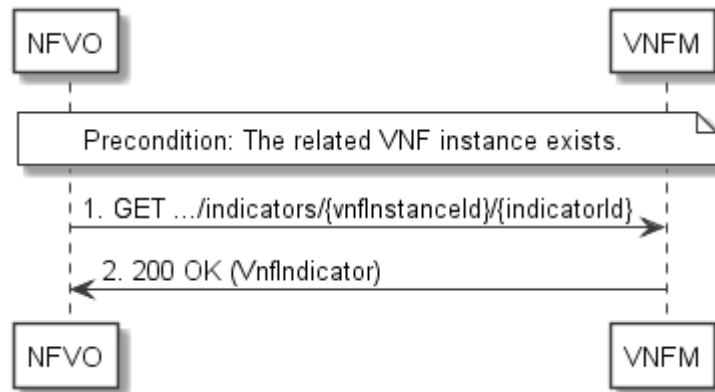 NFVO
VNFM
Precondition: The related VNF instance exists.
1. GET .../indicators/{vnfInstanceId}/{indicatorId}
2. 200 OK (VnfIndicator)
NFVO
VNFM